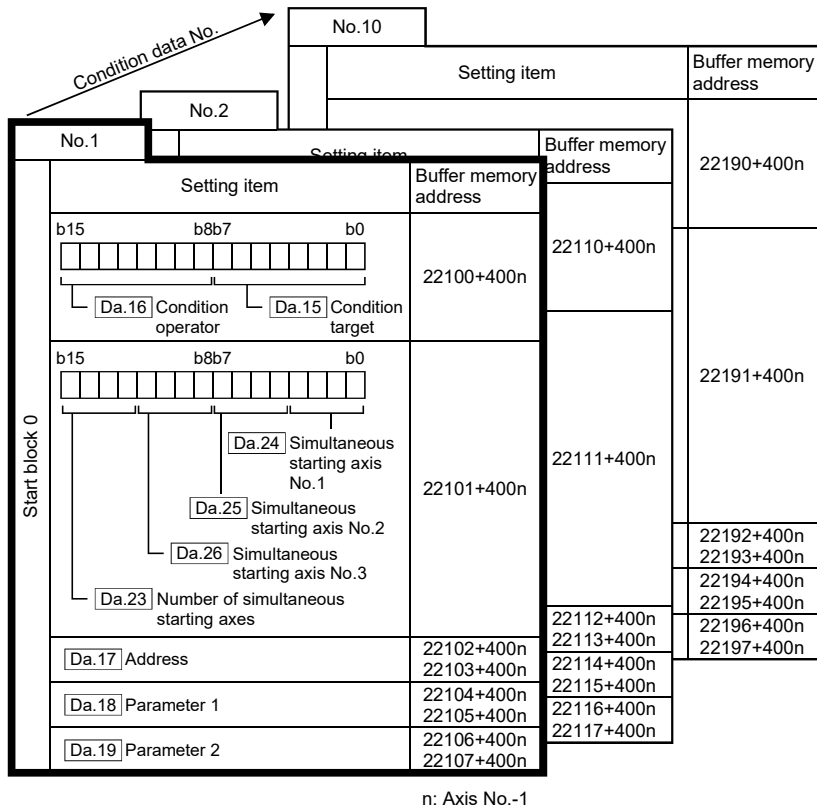 Condition data No.
No.10
Setting item
Buffer memory
address
22190+400n
22191+400n
22192+400n
22193+400n
22194+400n
22195+400n
22196+400n
22197+400n
No.2
Setting item
Buffer memory
address
22110+400n
22111+400n
22112+400n
22113+400n
22114+400n
22115+400n
22116+400n
22117+400n
No.1
Start block 0
Setting item
Buffer memory
address
b15 b8b7 b0
Da.16 Condition
operator
Da.15 Condition
target
22100+400n
b15 b8b7 b0
Da.24 Simultaneous
starting axis
No.1
Da.25 Simultaneous
starting axis No.2
Da.26 Simultaneous
starting axis No.3
Da.23 Number of simultaneous
starting axes
22101+400n
Da.17 Address
22102+400n
22103+400n
Da.18 Parameter 1
22104+400n
22105+400n
Da.19 Parameter 2
22106+400n
22107+400n
n: Axis No.-1